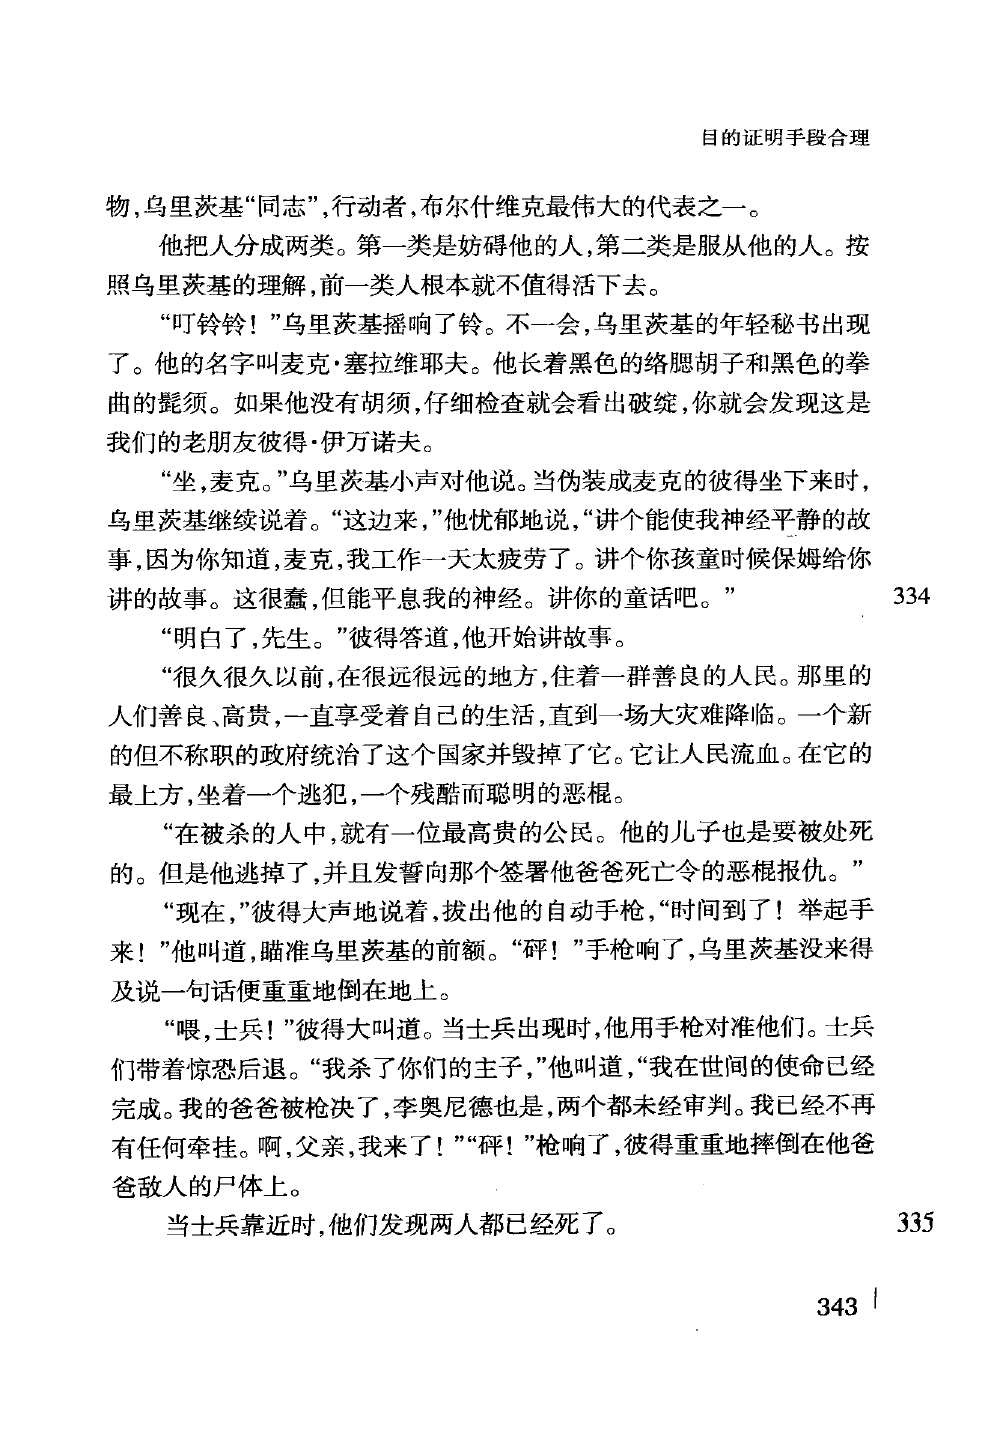 目的证明手段合理
物,乌里茨基“同志”,行动者,布尔什维克最伟大的代表之一。
他把人分成两类。第一类是妨碍他的人,第二类是服从他的人。按
照乌里茨基的理解,前一类人根本就不值得活下去。
“叮铃铃！”乌里茨基摇响了铃。不一会,乌里茨基的年轻秘书出现
了。他的名字叫麦克·塞拉维耶夫。他长着黑色的络腮胡子和黑色的拳
曲的髭须。如果他没有胡须,仔细检查就会看出破绽,你就会发现这是
我们的老朋友彼得·伊万诺夫。
“坐,麦克。”乌里茨基小声对他说。当伪装成麦克的彼得坐下来时,
乌里茨基继续说着。“这边来,”他忧郁地说,“讲个能使我神经平静的故
事,因为你知道,麦克,我工作一天太疲劳了。讲个你孩童时候保姆给你
讲的故事。这很蠢,但能平息我的神经。讲你的童话吧。”
334
“明白了,先生。”彼得答道,他开始讲故事。
“很久很久以前,在很远很远的地方,住着一群善良的人民。那里的
人们善良、高贵,一直享受着自己的生活,直到一场大灾难降临。一个新
的但不称职的政府统治了这个国家并毁掉了它。它让人民流血。在它的
最上方,坐着一个逃犯,一个残酷而聪明的恶棍。
“在被杀的人中,就有一位最高贵的公民。他的儿子也是要被处死
的。但是他逃掉了,并且发誓向那个签署他爸爸死亡令的恶棍报仇。”
“现在,”彼得大声地说着,拔出他的自动手枪,“时间到了！举起手
来！”他叫道,瞄准乌里茨基的前额。“砰！”手枪响了,乌里茨基没来得
及说一句话便重重地倒在地上。
“喂,士兵！”彼得大叫道。当士兵出现时,他用手枪对准他们。士兵
们带着惊恐后退。“我杀了你们的主子,”他叫道,“我在世间的使命已经
完成。我的爸爸被枪决了,李奥尼德也是,两个都未经审判。我已经不再
有任何牵挂。啊,父亲,我来了！”“砰！”枪响了,彼得重重地摔倒在他爸
爸敌人的尸体上。
当士兵靠近时,他们发现两人都已经死了。
335
343